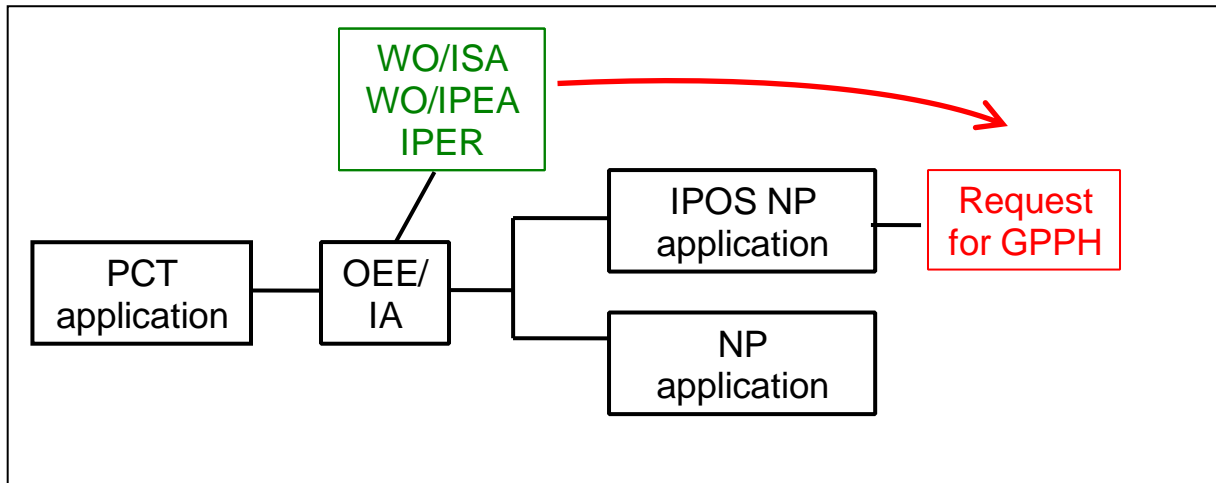 WO/ISA
WO/IPEA
IPER
PCT
application
OEE/
IA
IPOS NP
application
Request
for GPPH
NP
application